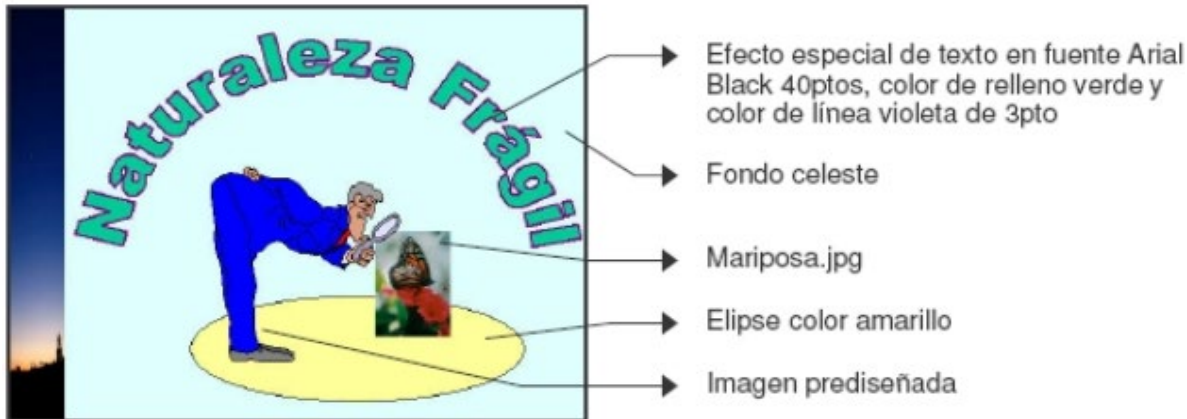 Naturaleza Frágil
Efecto especial de texto en fuente Arial
Black 40ptos, color de relleno verde y
color de línea violeta de 3pto
Fondo celeste
Mariposa.jpg
Elipse color amarillo
Imagen prediseñada